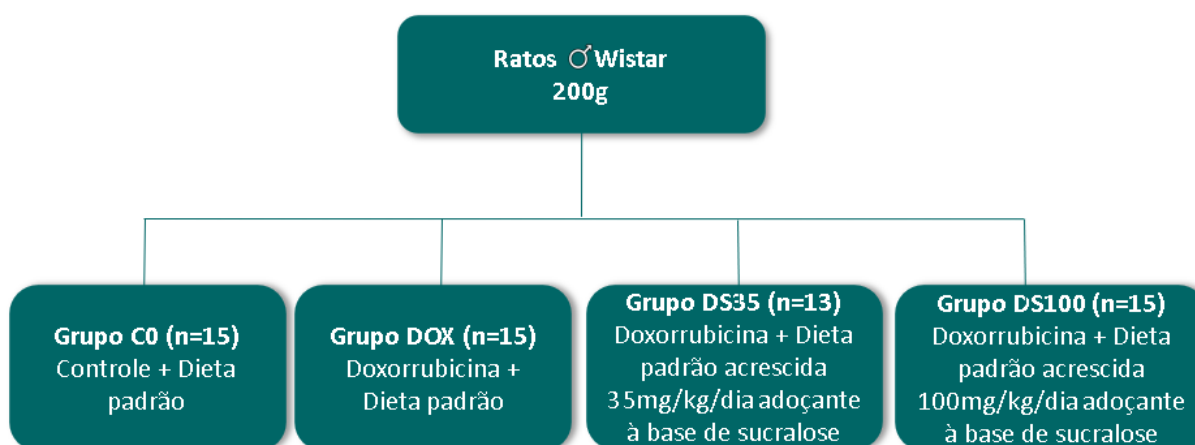 Ratos ♂ Wistar
200g
Grupo C0 (n=15)
Controle + Dieta
padrão
Grupo DOX (n=15)
Doxorrubicina +
Dieta padrão
Grupo DS35 (n=13)
Doxorrubicina + Dieta
padrão acrescida
35mg/kg/dia adoçante
à base de sucralose
Grupo DS100 (n=15)
Doxorrubicina + Dieta
padrão acrescida
100mg/kg/dia adoçante
à base de sucralose